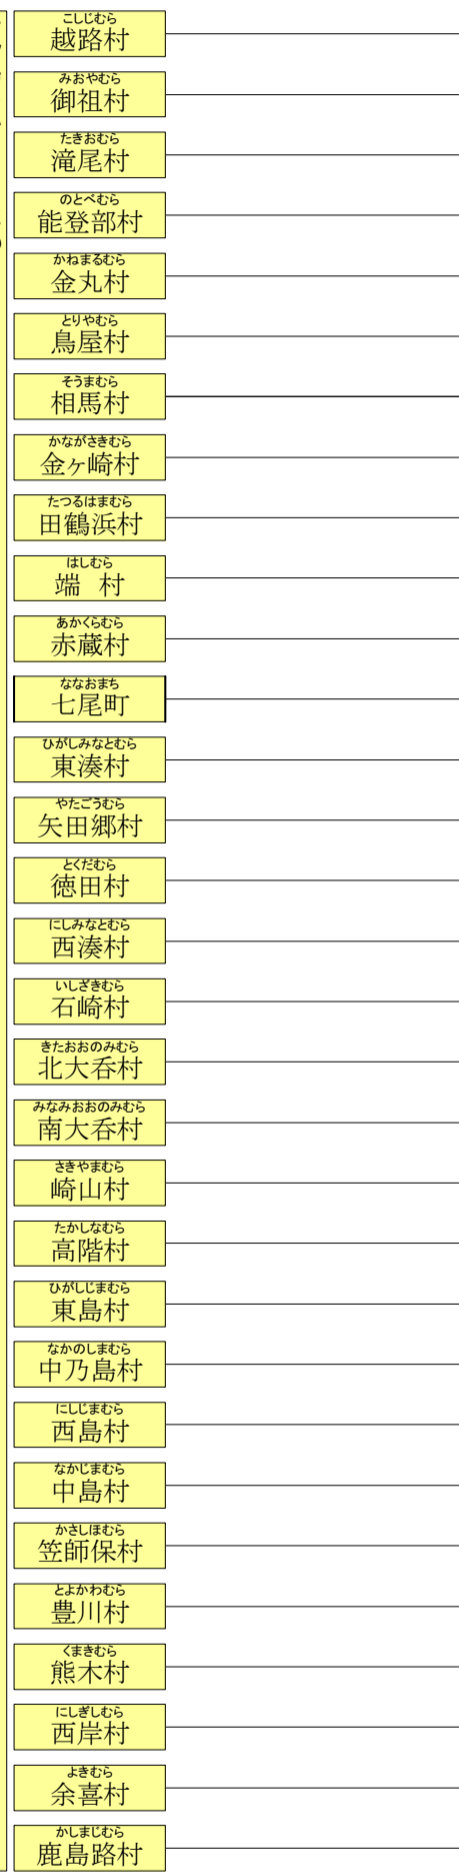 こしじむら
越路村
みおやむら
御祖村
たきおむら
滝尾村
のとべむら
能登部村
かねまるむら
金丸村
とりやむら
鳥屋村
そうまむら
相馬村
かながさきむら
金ヶ崎村
たつるはまむら
田鶴浜村
はしむら
端 村
あかくらむら
赤蔵村
ななおまち
七尾町
ひがしみなとむら
東湊村
やたごうむら
矢田郷村
とくだむら
徳田村
にしみなとむら
西湊村
いしざきむら
石崎村
きたおおのみむら
北大呑村
みなみおおのみむら
南大呑村
さきやまむら
崎山村
たかしなむら
高階村
ひがしじまむら
東島村
なかのしまむら
中乃島村
にしじまむら
西島村
なかじまむら
中島村
かさしほむら
笠師保村
とよかわむら
豊川村
くまきむら
熊木村
にしぎしむら
西岸村
よきむら
余喜村
かしまじむら
鹿島路村